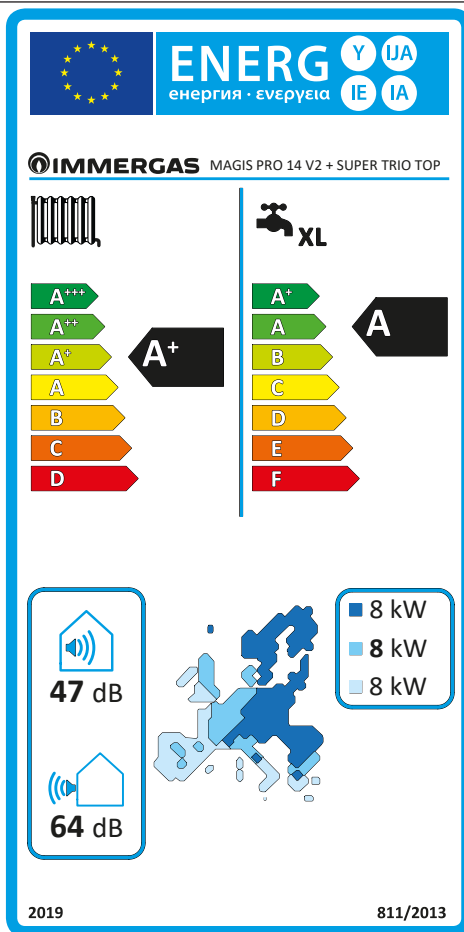 ENERG
енергия · ενεργεια
Y IJA
IE IA
IMMERGAS MAGIS PRO 14 V2 + SUPER TRIO TOP
XL
A+++
A++
A+
A
B
C
D
A+
A+
A
B
C
D
E
F
A
47 dB
64 dB
8 kW
8 kW
8 kW
2019 811/2013